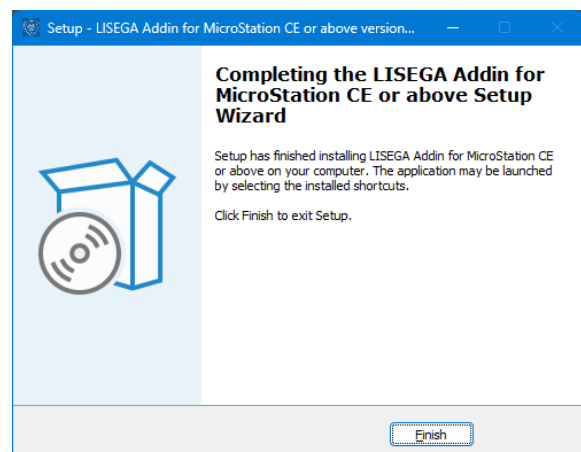 Setup - LISEGA Addin for MicroStation CE or above version...
Completing the LISEGA Addin for
MicroStation CE or above Setup
Wizard
Setup has finished installing LISEGA Addin for MicroStation CE
or above on your computer. The application may be launched
by selecting the installed shortcuts.
Click Finish to exit Setup.
Finish